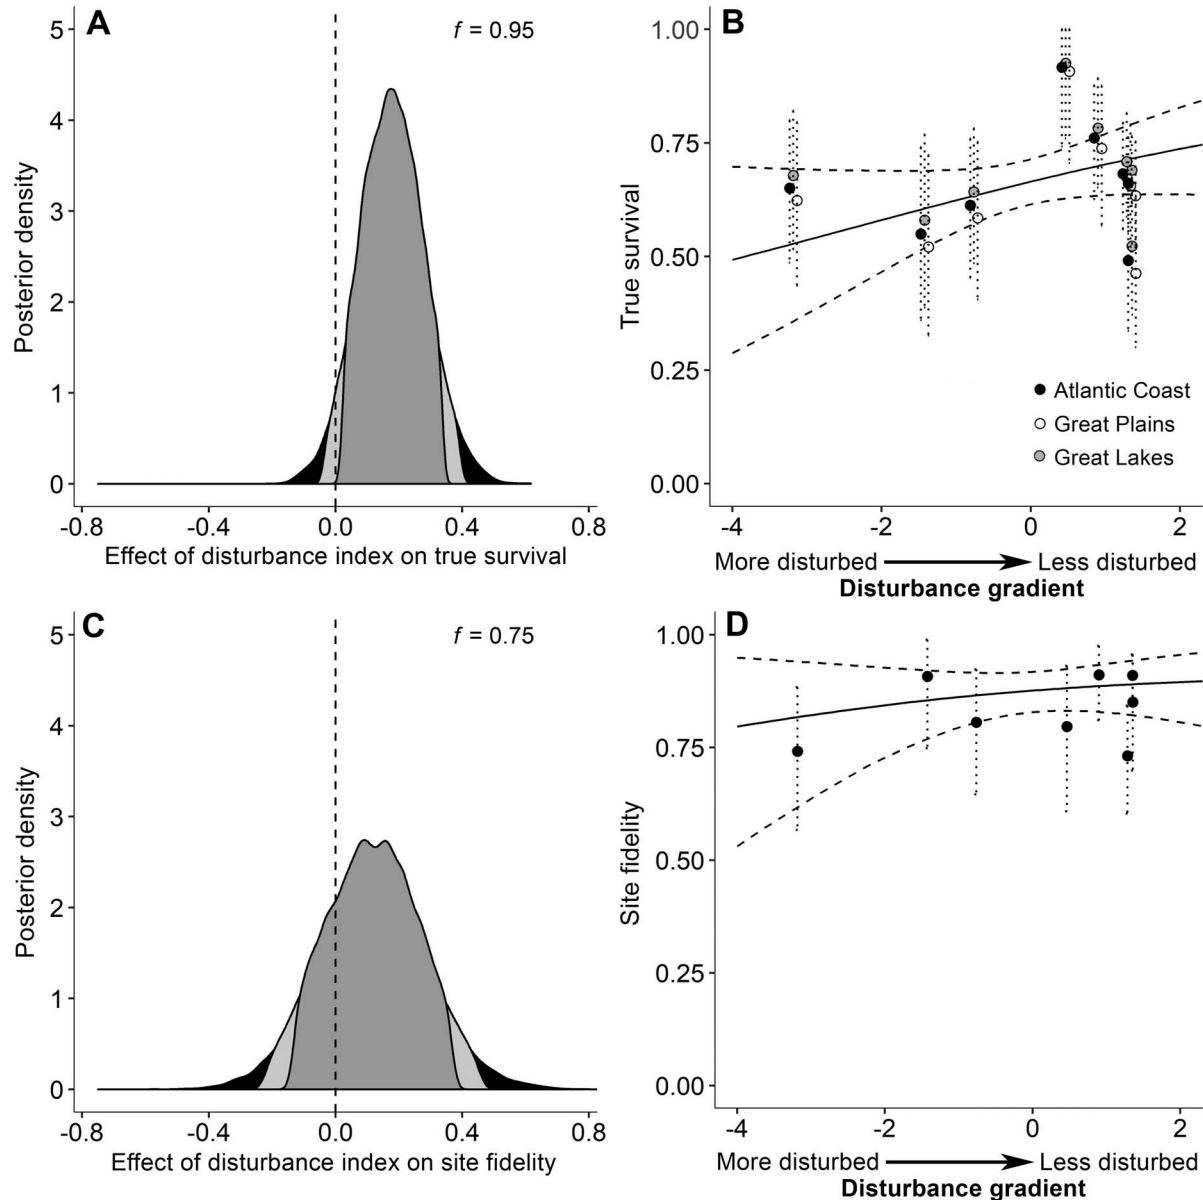 A
f = 0.95
5
4
3
2
1
0
Posterior density
-0.8 -0.4 0.0 0.4 0.8
Effect of disturbance index on true survival
B
1.00
0.75
0.50
0.25
0.00
True survival
Atlantic Coast
Great Plains
Great Lakes
-4 -2 0 2
More disturbed Less disturbed
Disturbance gradient
C
f = 0.75
5
4
3
2
1
0
Posterior density
-0.8 -0.4 0.0 0.4 0.8
Effect of disturbance index on site fidelity
D
1.00
0.75
0.50
0.25
0.00
Site fidelity
-4 -2 0 2
More disturbed Less disturbed
Disturbance gradient